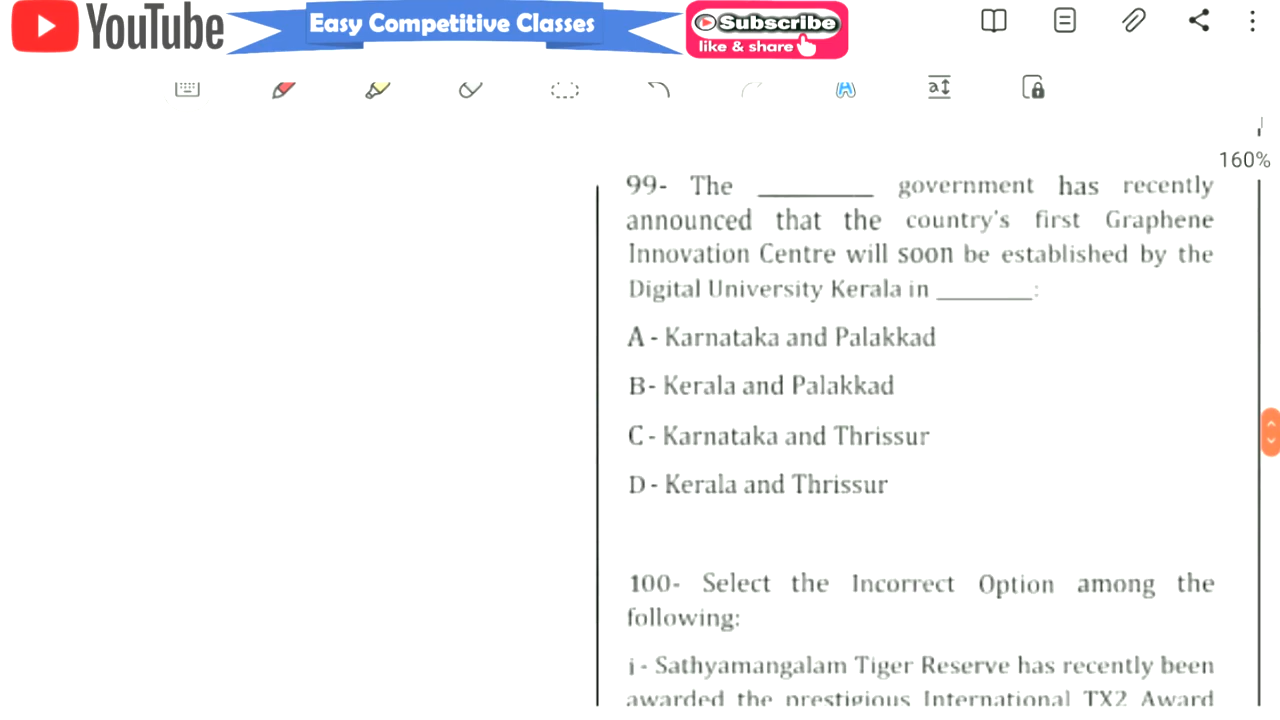 YouTube
Easy Competitive Classes
Subscribe
like & share
160%
99- The ________ government has recently
announced that the country's first Graphene
Innovation Centre will soon be established by the
Digital University Kerala in _______:
A - Karnataka and Palakkad
B- Kerala and Palakkad
C - Karnataka and Thrissur
D - Kerala and Thrissur
100- Select the Incorrect Option among the
following:
i - Sathyamangalam Tiger Reserve has recently been
awarded the prestigious International TX2 Award